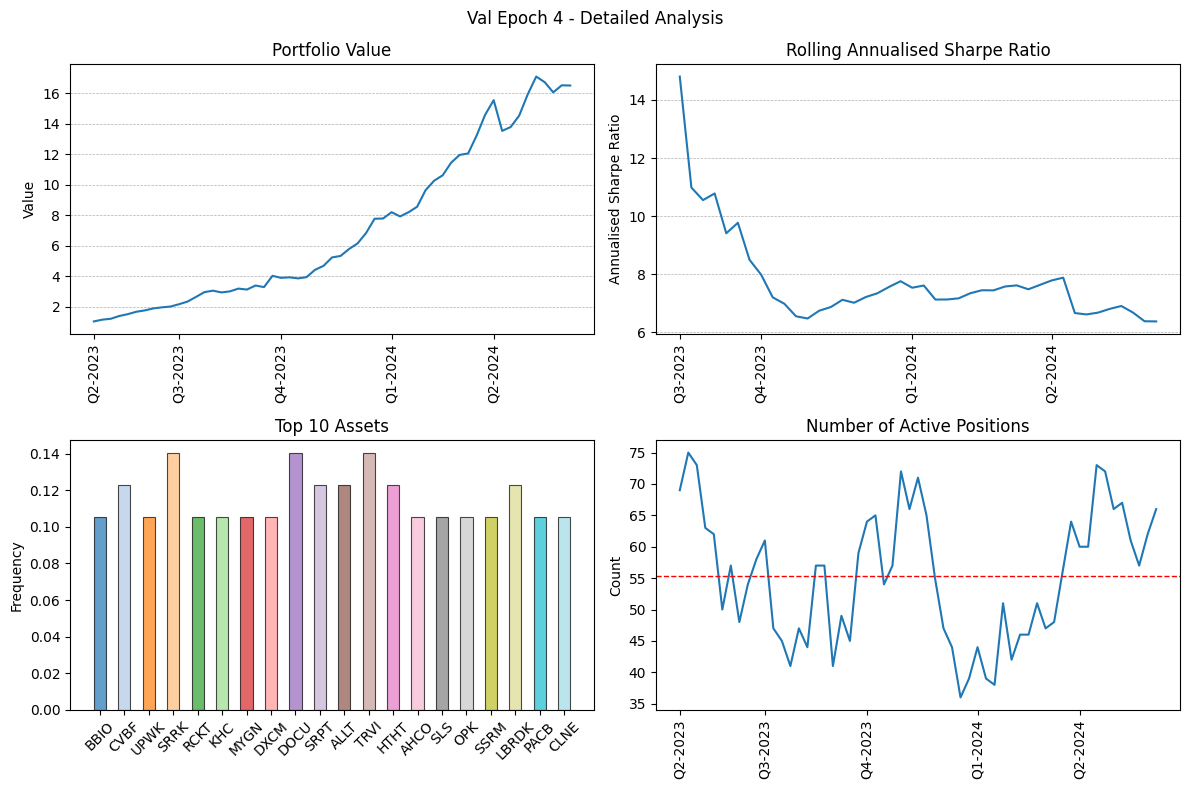 Val Epoch 4 - Detailed Analysis
Portfolio Value
Value
16
14
12
10
8
6
4
2
Q2-2023
Q3-2023
Q4-2023
Q1-2024
Q2-2024
Rolling Annualised Sharpe Ratio
Annualised Sharpe Ratio
14
12
10
8
6
Q3-2023
Q4-2023
Q1-2024
Q2-2024
Top 10 Assets
Frequency
0.14
0.12
0.10
0.08
0.06
0.04
0.02
0.00
BBIO
CVBF
UPWK
SRRK
RCKT
KHC
MYGN
DXCM
DOCU
SRPT
ALLT
TRVI
HTHT
AHCO
SLS
OPK
SSRM
LBRDK
PACB
CLNE
Number of Active Positions
Count
75
70
65
60
55
50
45
40
35
Q2-2023
Q3-2023
Q4-2023
Q1-2024
Q2-2024